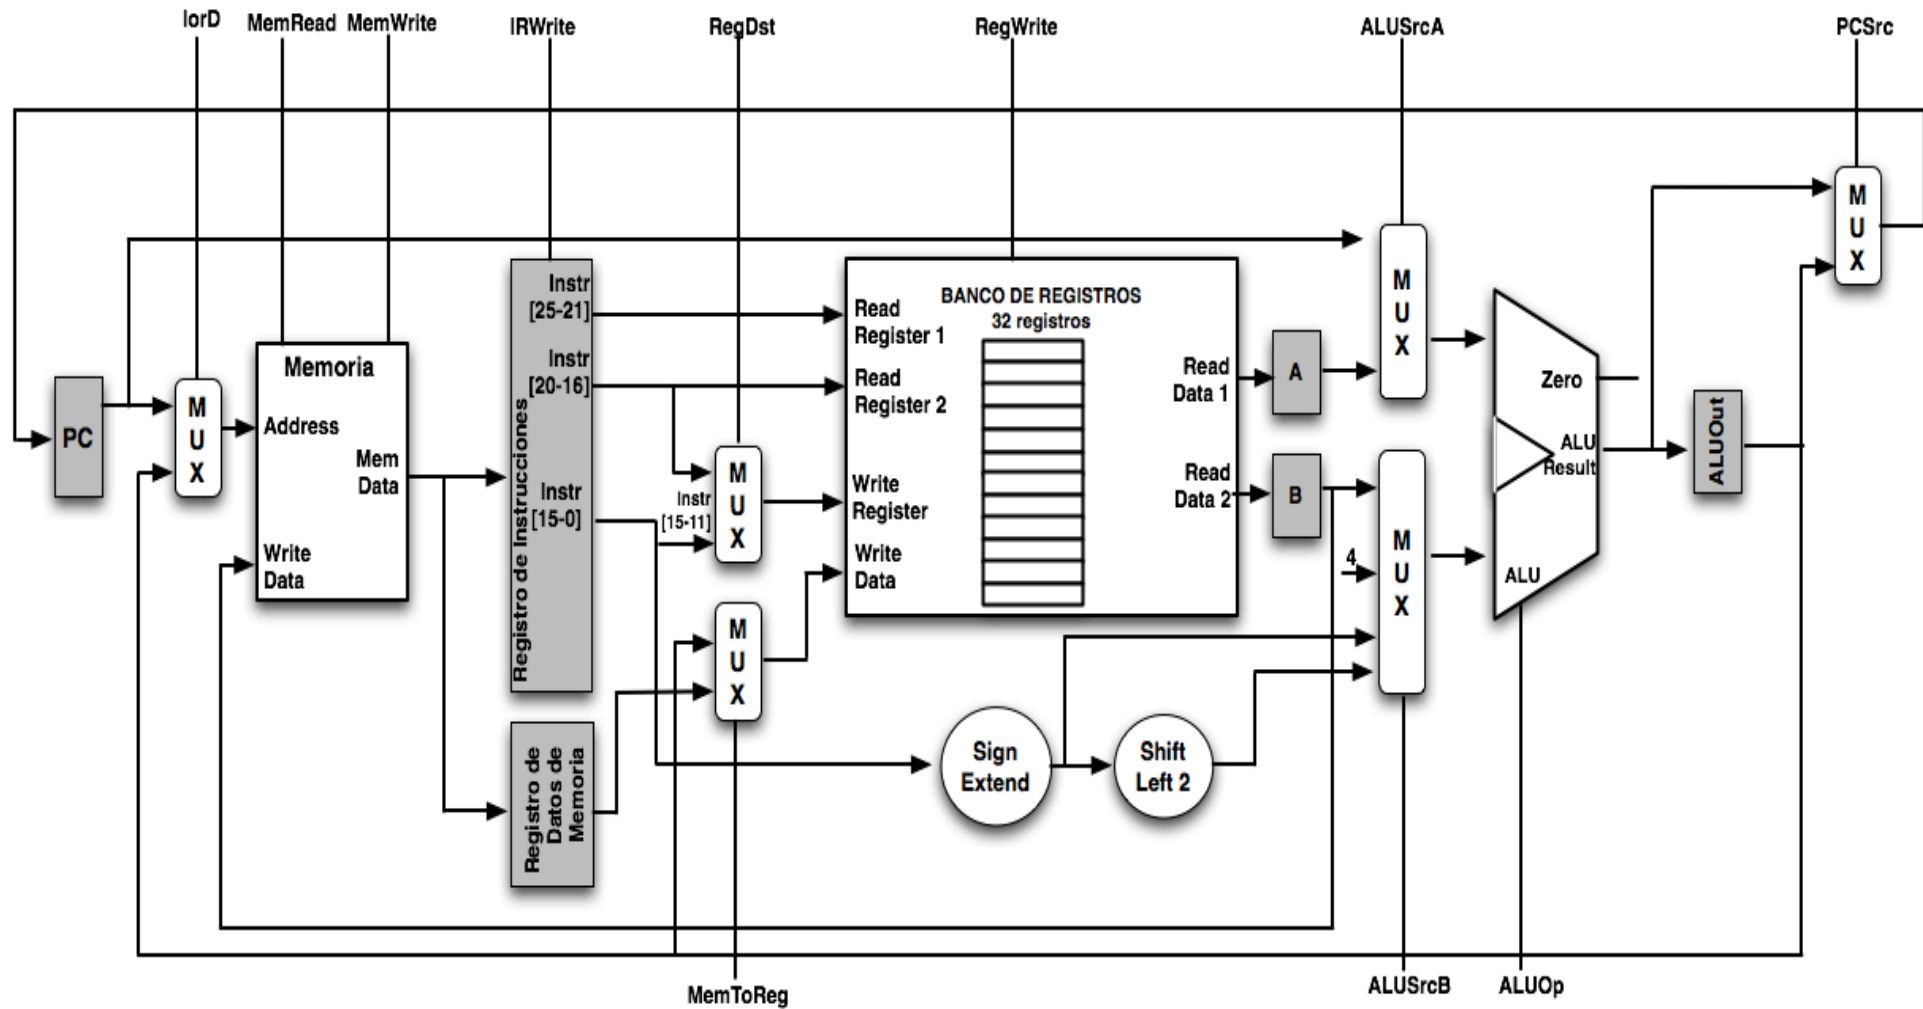 IorD
MemRead
MemWrite
IRWrite
RegDst
RegWrite
ALUSrcA
PCSrc
PC
M
U
X
Memoria
Address
Mem
Data
Write
Data
Registro de Instrucciones
Instr
[25-21]
Instr
[20-16]
Instr
[15-0]
Registro de
Datos de
Memoria
M
U
X
Instr
[15-11]
M
U
X
BANCO DE REGISTROS
32 registros
Read
Register 1
Read
Register 2
Write
Register
Write
Data
Read
Data 1
Read
Data 2
A
B
4
M
U
X
M
U
X
Sign
Extend
Shift
Left 2
Zero
ALU
Result
ALU
ALUOut
M
U
X
MemToReg
ALUSrcB
ALUOp